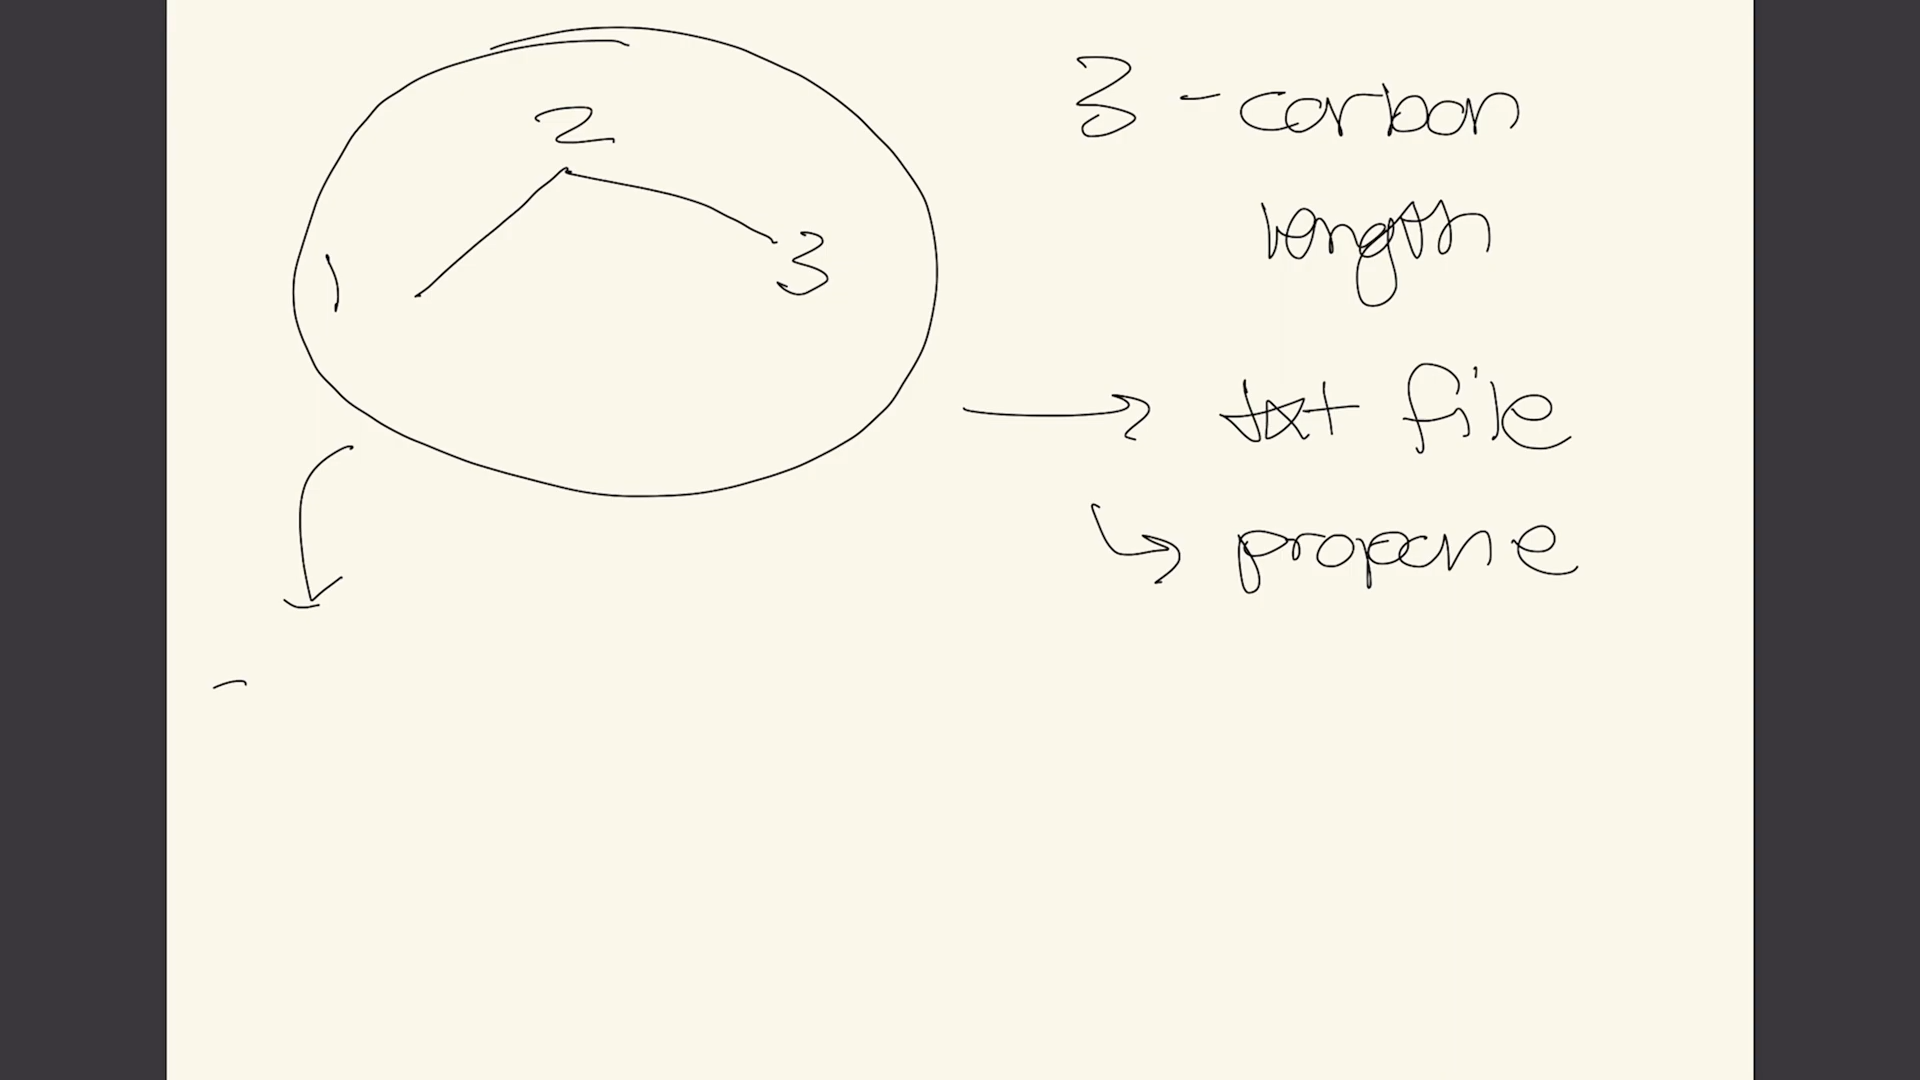 2
1
3
3 - carbon
length
→ txt file
↳ propane
-